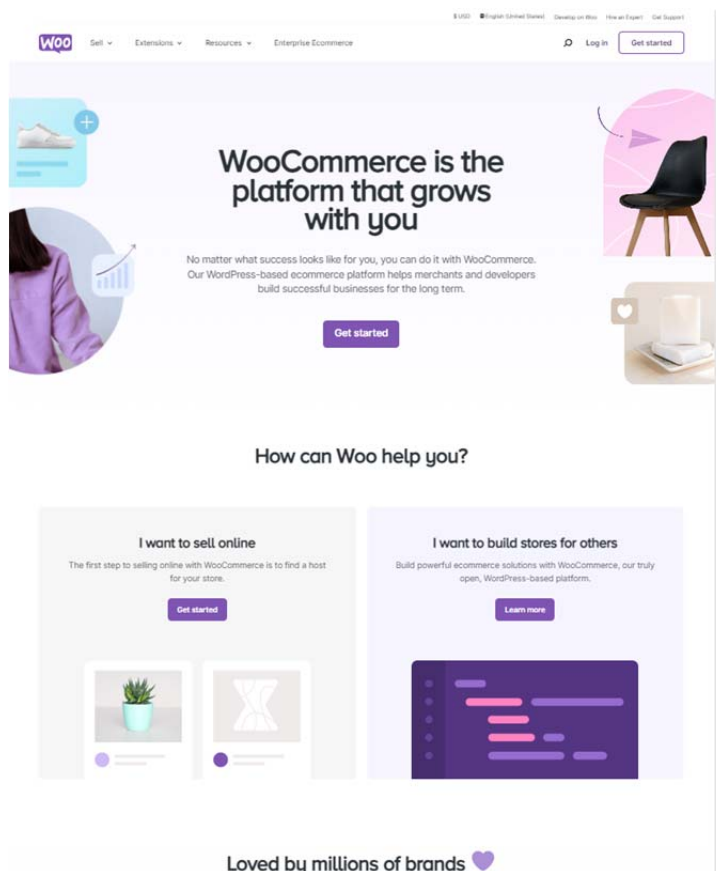 $ USD English (United States) Develop on Woo Hire an Expert Get Support
WOO Sell Extensions Resources Enterprise Ecommerce Log in Get started
WooCommerce is the
platform that grows
with you
No matter what success looks like for you, you can do it with WooCommerce.
Our WordPress-based ecommerce platform helps merchants and developers
build successful businesses for the long term.
Get started
How can Woo help you?
I want to sell online
The first step to selling online with WooCommerce is to find a host
for your store.
Get started
I want to build stores for others
Build powerful ecommerce solutions with WooCommerce, our truly
open, WordPress-based platform.
Learn more
Loved by millions of brands